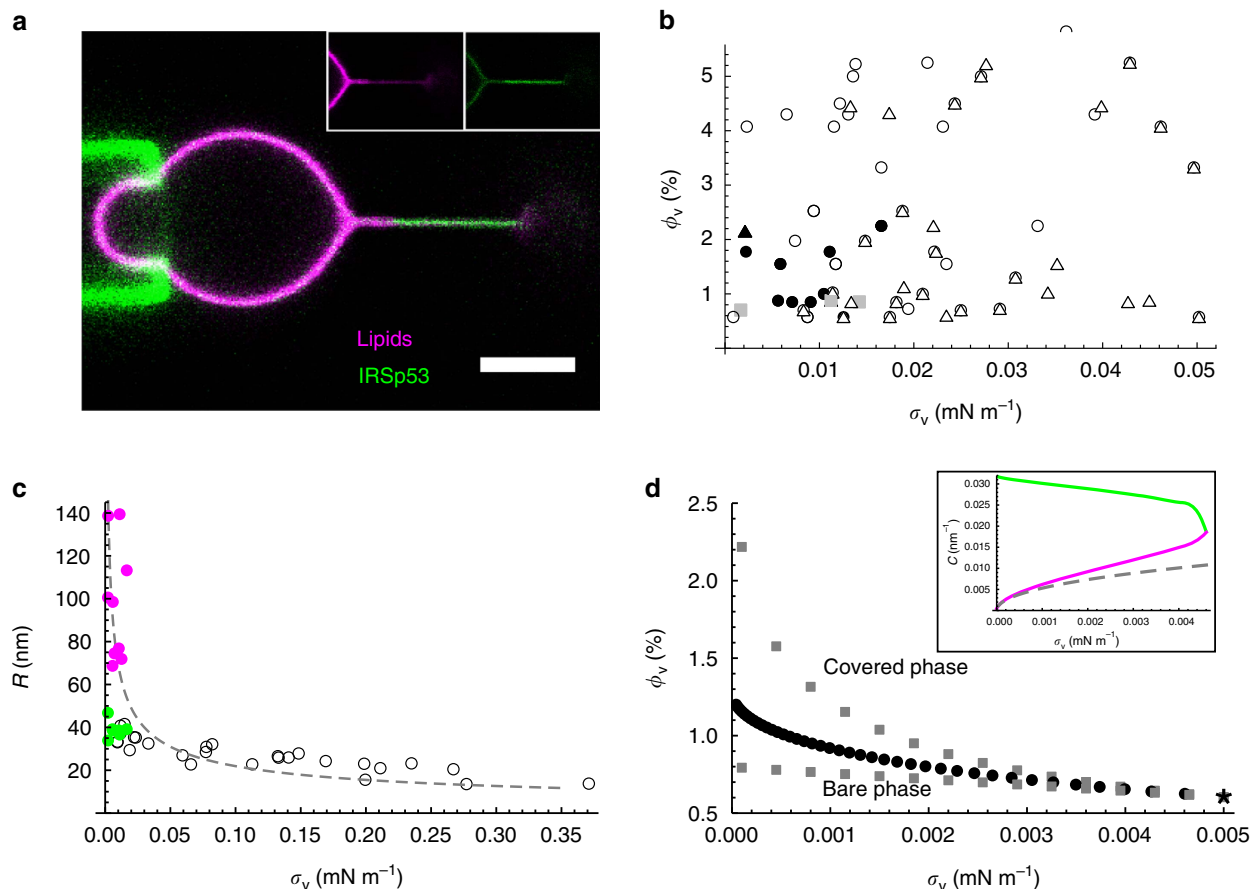 a
Lipids
IRSp53
b
5
4
3
2
1
ϕv (%)
0.01 0.02 0.03 0.04 0.05
σv (mN m−1)
c
140
120
100
80
60
40
20
R (nm)
0.00 0.05 0.10 0.15 0.20 0.25 0.30 0.35
σv (mN m−1)
d
2.5
2.0
1.5
1.0
0.5
ϕv (%)
Covered phase
Bare phase
0.000 0.001 0.002 0.003 0.004 0.005
σv (mN m−1)
0.030
0.020
0.015
0.010
C (nm−1)
0.000 0.001 0.002 0.003 0.004
σv (mN m−1)